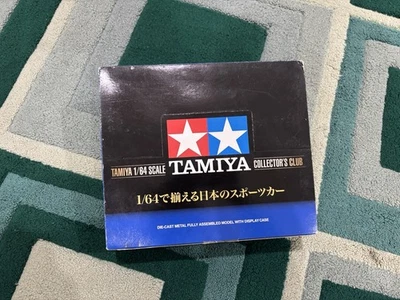 TAMIYA 1/64 SCALE TAMIYA COLLECTOR'S CLUB
1/64で揃える日本のスポーツカー
DIE-CAST METAL FULLY ASSEMBLED MODEL WITH DISPLAY CASE